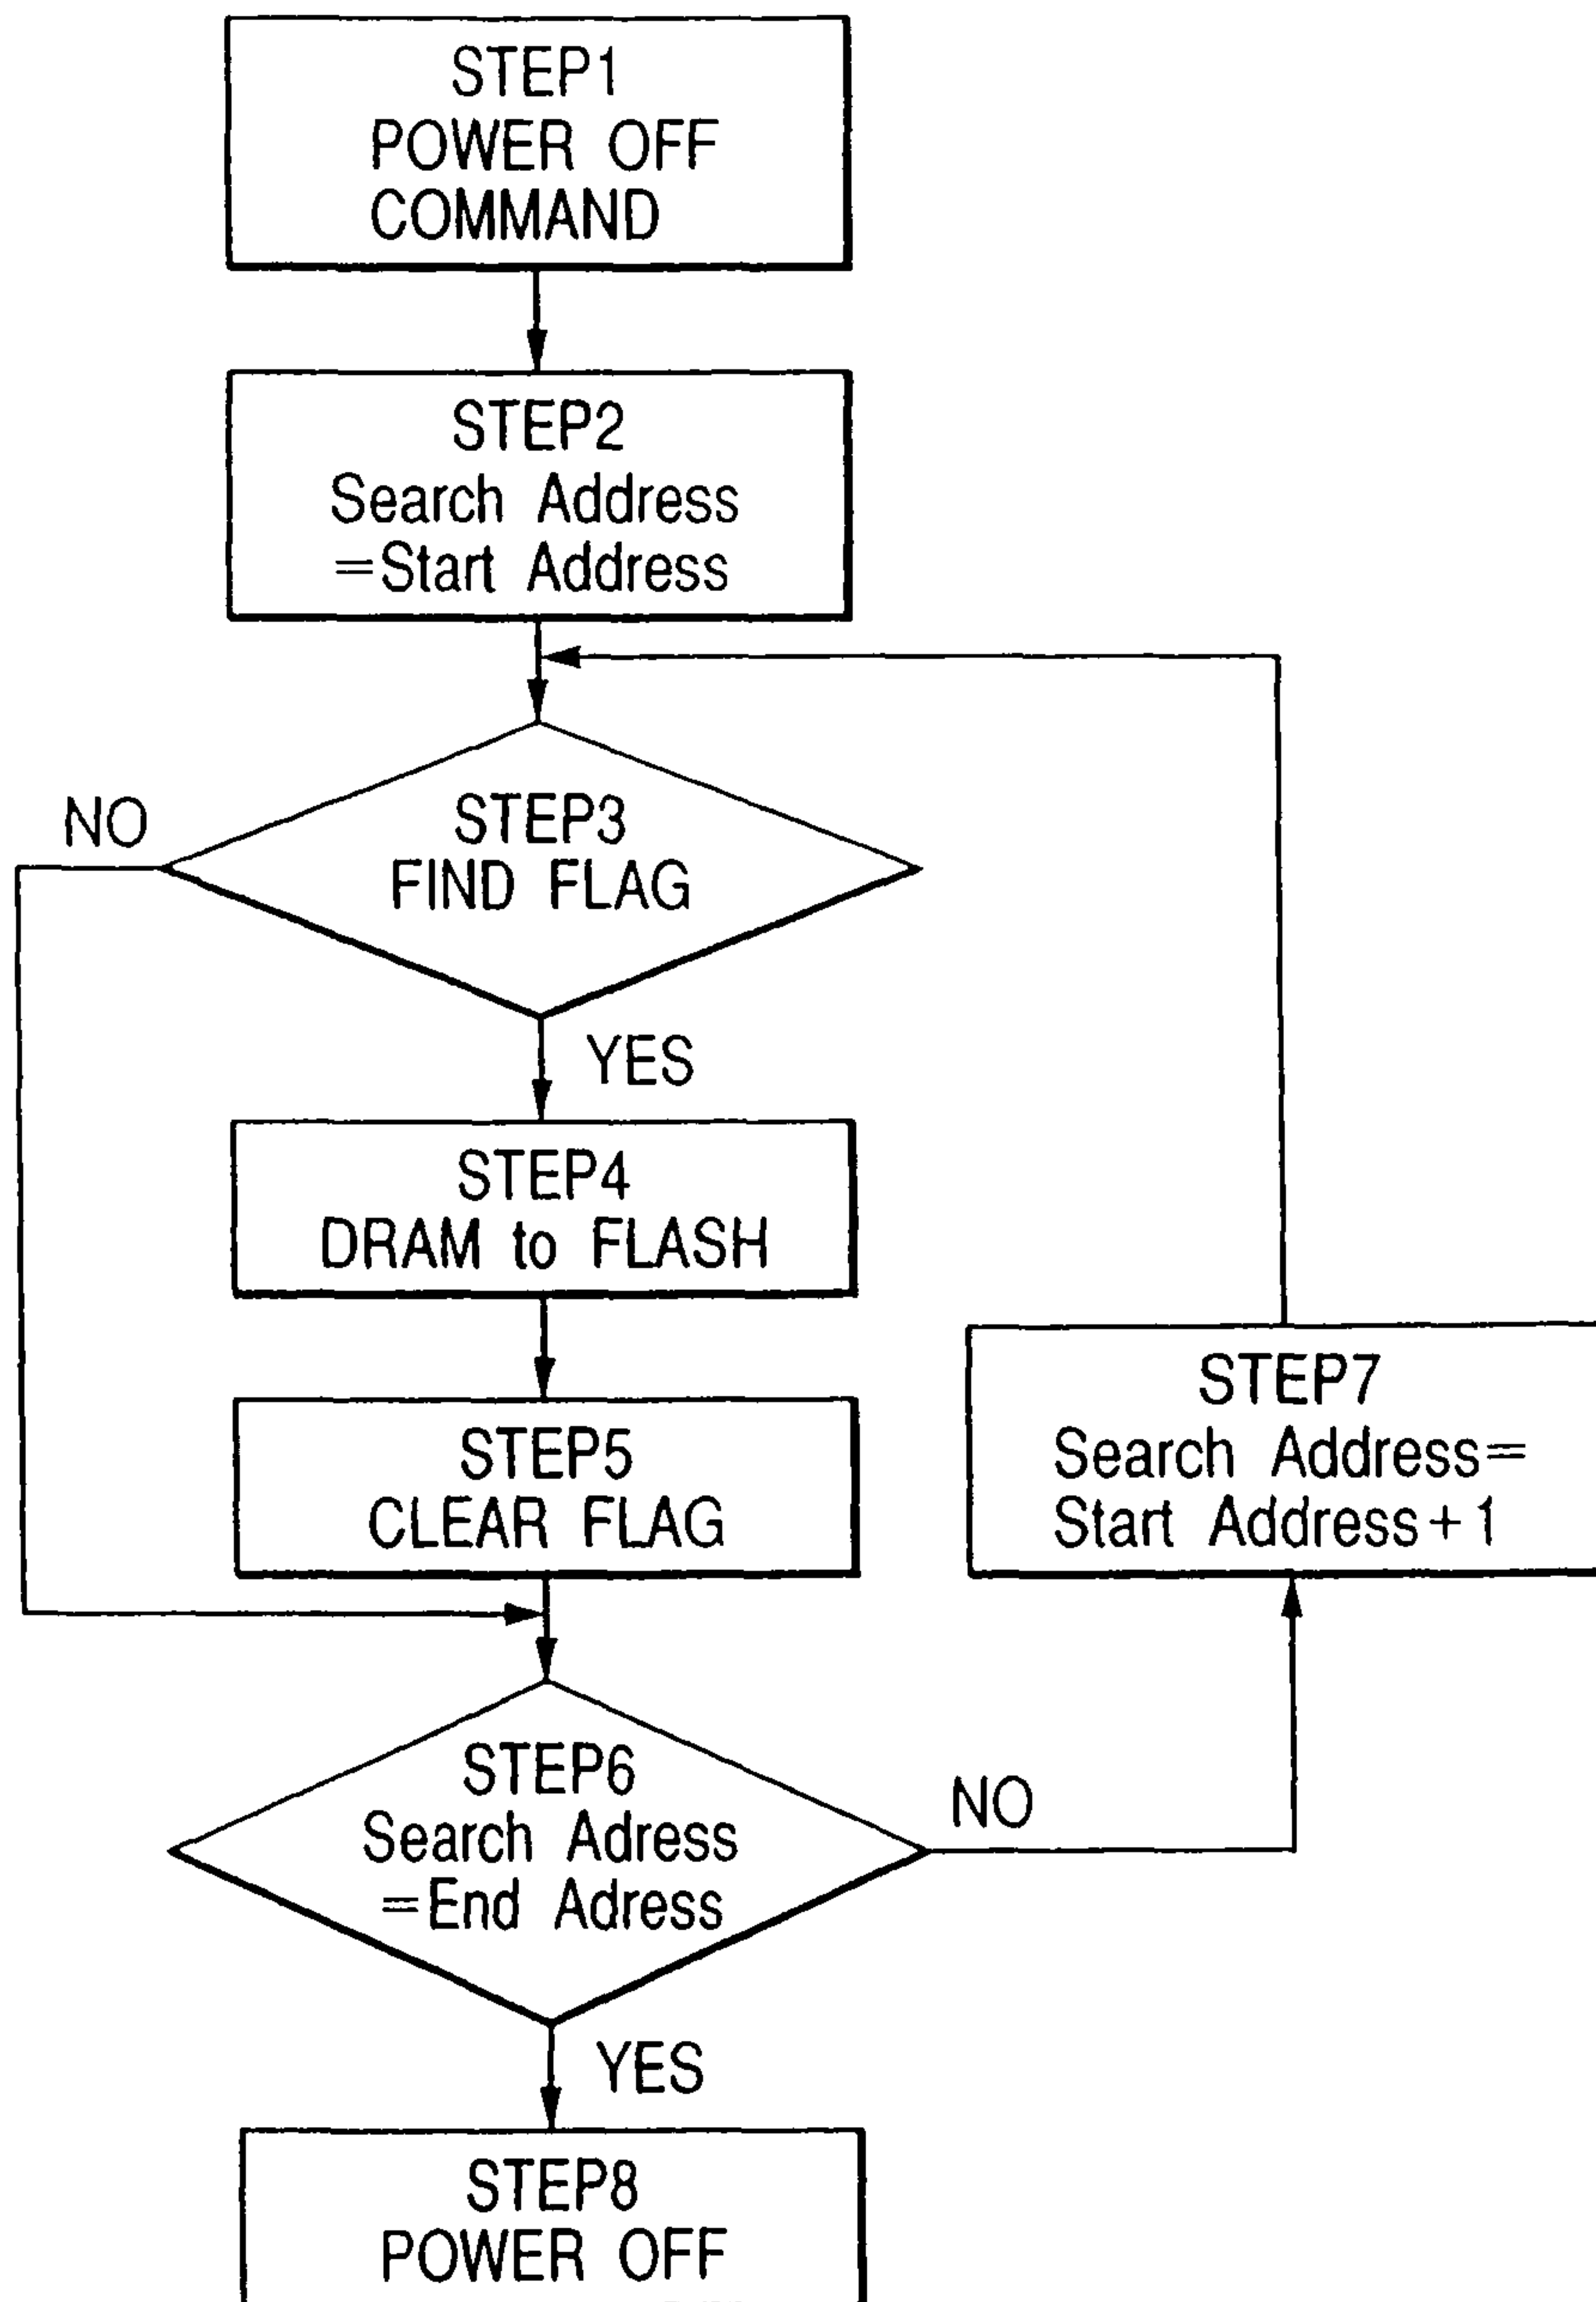 STEP1
POWER OFF
COMMAND
STEP2
Search Address
=Start Address
STEP3
FIND FLAG
NO
YES
STEP4
DRAM to FLASH
STEP5
CLEAR FLAG
STEP7
Search Address=
Start Address+1
STEP6
Search Adress
=End Adress
NO
YES
STEP8
POWER OFF